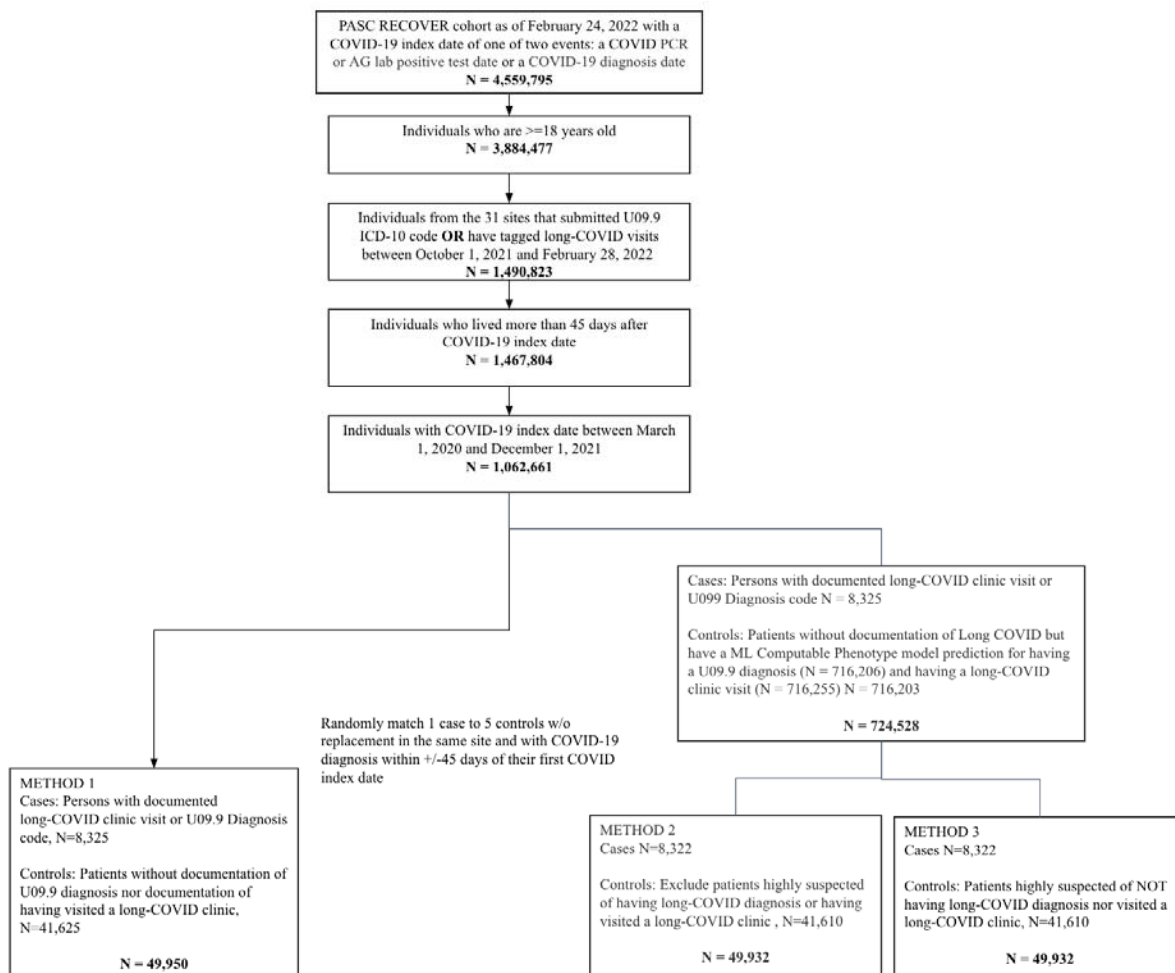 PASC RECOVER cohort as of February 24, 2022 with a
COVID-19 index date of one of two events: a COVID PCR
or AG lab positive test date or a COVID-19 diagnosis date
N = 4,559,795
Individuals who are >=18 years old
N = 3,884,477
Individuals from the 31 sites that submitted U09.9
ICD-10 code OR have tagged long-COVID visits
between October 1, 2021 and February 28, 2022
N = 1,490,823
Individuals who lived more than 45 days after
COVID-19 index date
N = 1,467,804
Individuals with COVID-19 index date between March
1, 2020 and December 1, 2021
N = 1,062,661
Cases: Persons with documented long-COVID clinic visit or
U099 Diagnosis code N = 8,325
Controls: Patients without documentation of Long COVID but
have a ML Computable Phenotype model prediction for having
a U09.9 diagnosis (N = 716,206) and having a long-COVID
clinic visit (N = 716,255) N = 716,203
N = 724,528
Randomly match 1 case to 5 controls w/o
replacement in the same site and with COVID-19
diagnosis within +/-45 days of their first COVID
index date
METHOD 1
Cases: Persons with documented
long-COVID clinic visit or U09.9 Diagnosis
code, N=8,325
Controls: Patients without documentation of
U09.9 diagnosis nor documentation of
having visited a long-COVID clinic,
N=41,625
N = 49,950
METHOD 2
Cases N=8,322
Controls: Exclude patients highly suspected
of having long-COVID diagnosis or having
visited a long-COVID clinic , N=41,610
N = 49,932
METHOD 3
Cases N=8,322
Controls: Patients highly suspected of NOT
having long-COVID diagnosis nor visited a
long-COVID clinic, N=41,610
N = 49,932